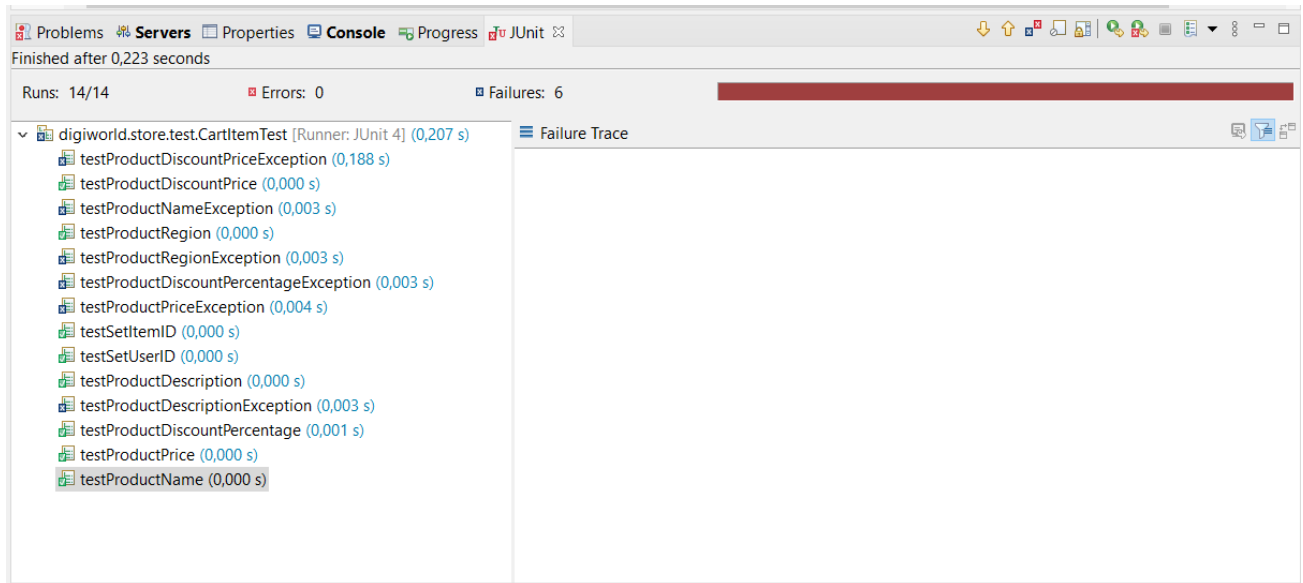 Problems Servers Properties Console Progress JUnit
Finished after 0,223 seconds
Runs: 14/14 Errors: 0 Failures: 6
digiworld.store.test.CartItemTest [Runner: JUnit 4] (0,207 s)
Failure Trace
testProductDiscountPriceException (0,188 s)
testProductDiscountPrice (0,000 s)
testProductNameException (0,003 s)
testProductRegion (0,000 s)
testProductRegionException (0,003 s)
testProductDiscountPercentageException (0,003 s)
testProductPriceException (0,004 s)
testSetItemID (0,000 s)
testSetUserID (0,000 s)
testProductDescription (0,000 s)
testProductDescriptionException (0,003 s)
testProductDiscountPercentage (0,001 s)
testProductPrice (0,000 s)
testProductName (0,000 s)